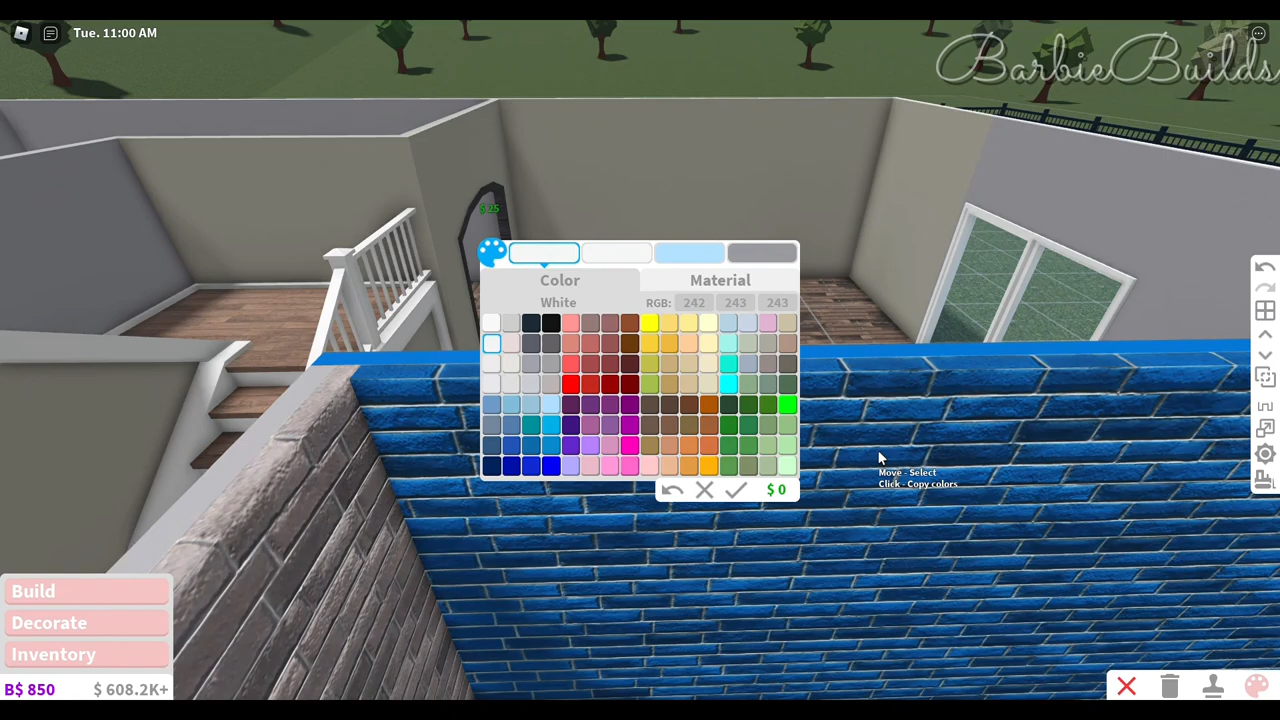 Tue. 11:00 AM
BarbieBuilds
$ 25
Color
Material
White
RGB: 242 243 243
Move - Select
Click - Copy colors
$ 0
Build
Decorate
Inventory
B$ 850 $ 608.2K+